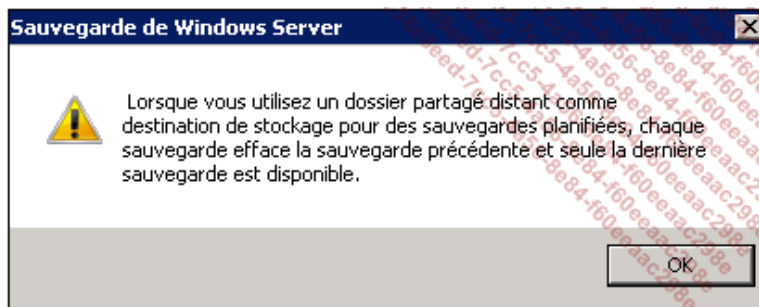 Sauvegarde de Windows Server
Lorsque vous utilisez un dossier partagé distant comme
destination de stockage pour des sauvegardes planifiées, chaque
sauvegarde efface la sauvegarde précédente et seule la dernière
sauvegarde est disponible.
OK